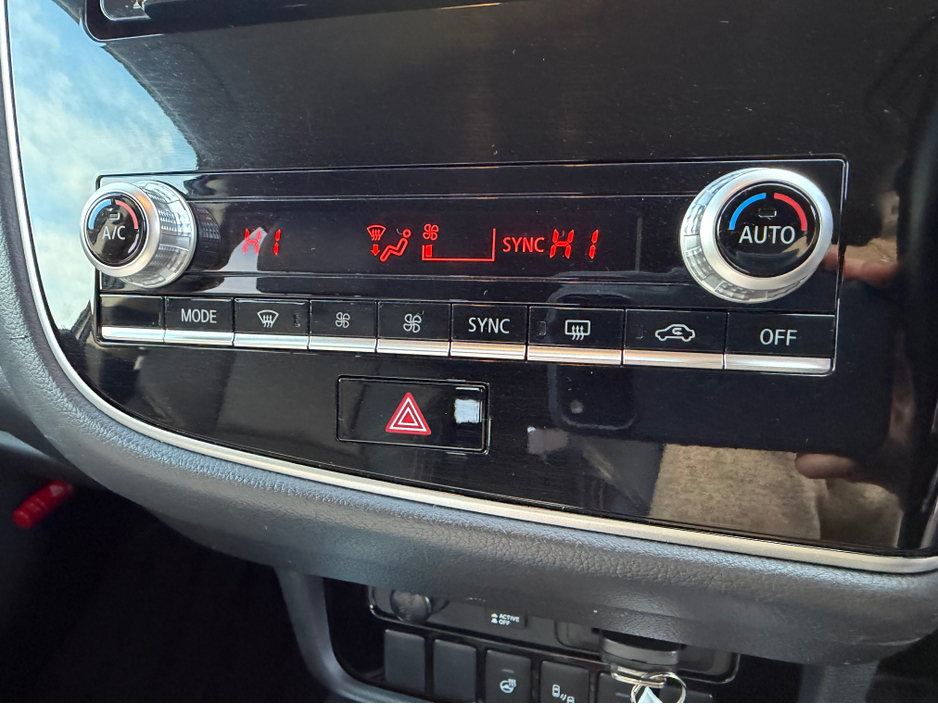 A/C
HI
SYNC HI
AUTO
MODE
SYNC
OFF
ACTIVE
OFF